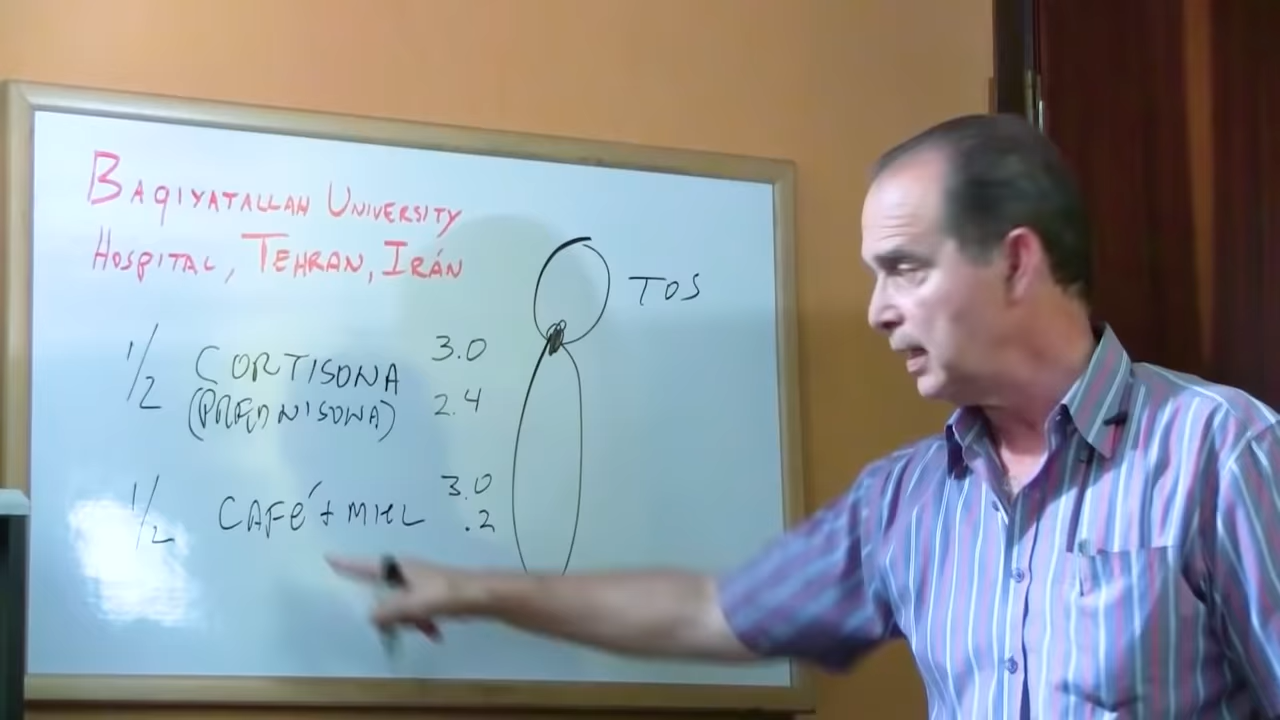 BAQIYATALLAH UNIVERSITY
HOSPITAL, TEHRAN, IRÁN
TOS
1/2 CORTISONA 3.0
(PREDNISONA) 2.4
1/2 CAFÉ + MIEL 3.0
.2